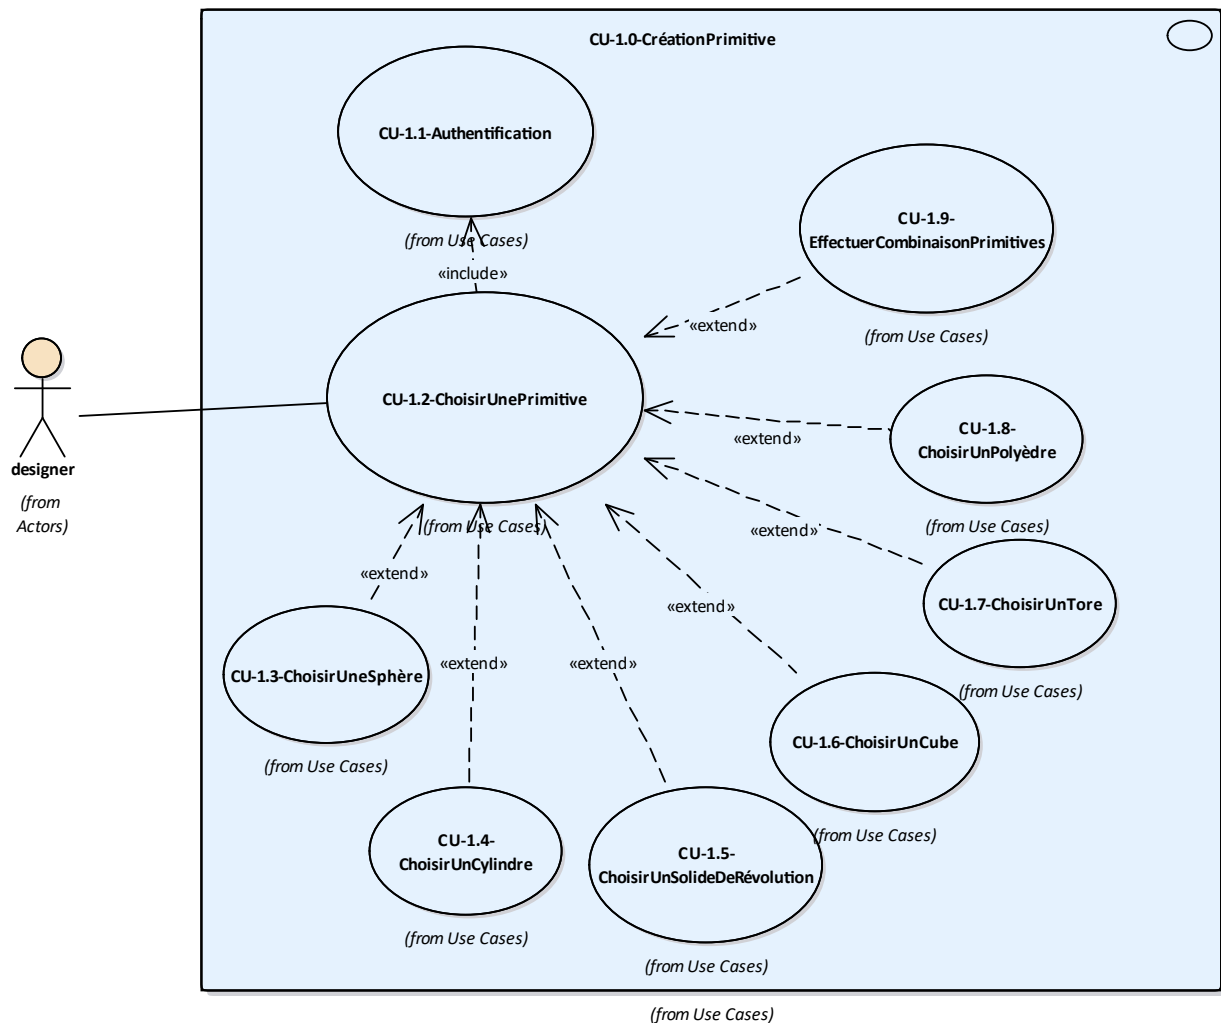 CU-1.0-CréationPrimitive
CU-1.1-Authentification
(from Use Cases)
«include»
CU-1.9-
EffectuerCombinaisonPrimitives
(from Use Cases)
«extend»
CU-1.2-ChoisirUnePrimitive
(from Use Cases)
designer
(from
Actors)
CU-1.8-
ChoisirUnPolyèdre
(from Use Cases)
«extend»
«extend»
CU-1.7-ChoisirUnTore
(from Use Cases)
«extend»
CU-1.3-ChoisirUneSphère
(from Use Cases)
«extend»
«extend»
«extend»
CU-1.6-ChoisirUnCube
(from Use Cases)
CU-1.4-
ChoisirUnCylindre
(from Use Cases)
CU-1.5-
ChoisirUnSolideDeRévolution
(from Use Cases)
(from Use Cases)